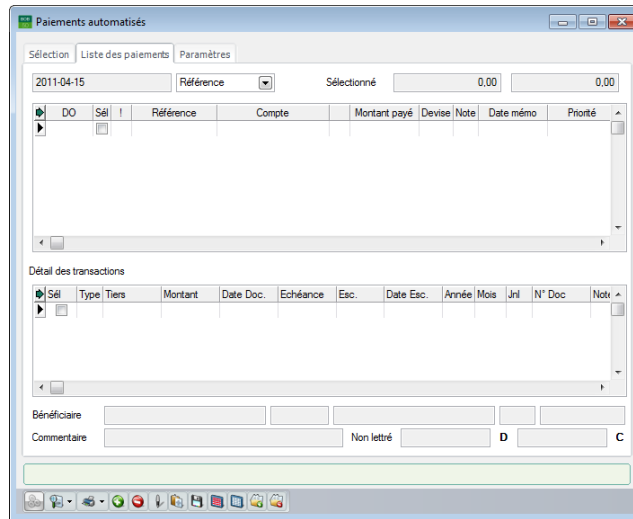 Paiements automatisés
Sélection Liste des paiements Paramètres
2011-04-15 Référence Sélectionné 0,00 0,00
DO Sél ! Référence Compte Montant payé Devise Note Date mémo Priorité
Détail des transactions
Sél Type Tiers Montant Date Doc. Echéance Esc. Date Esc. Année Mois Jnl N° Doc Note
Bénéficiaire
Commentaire Non lettré D C